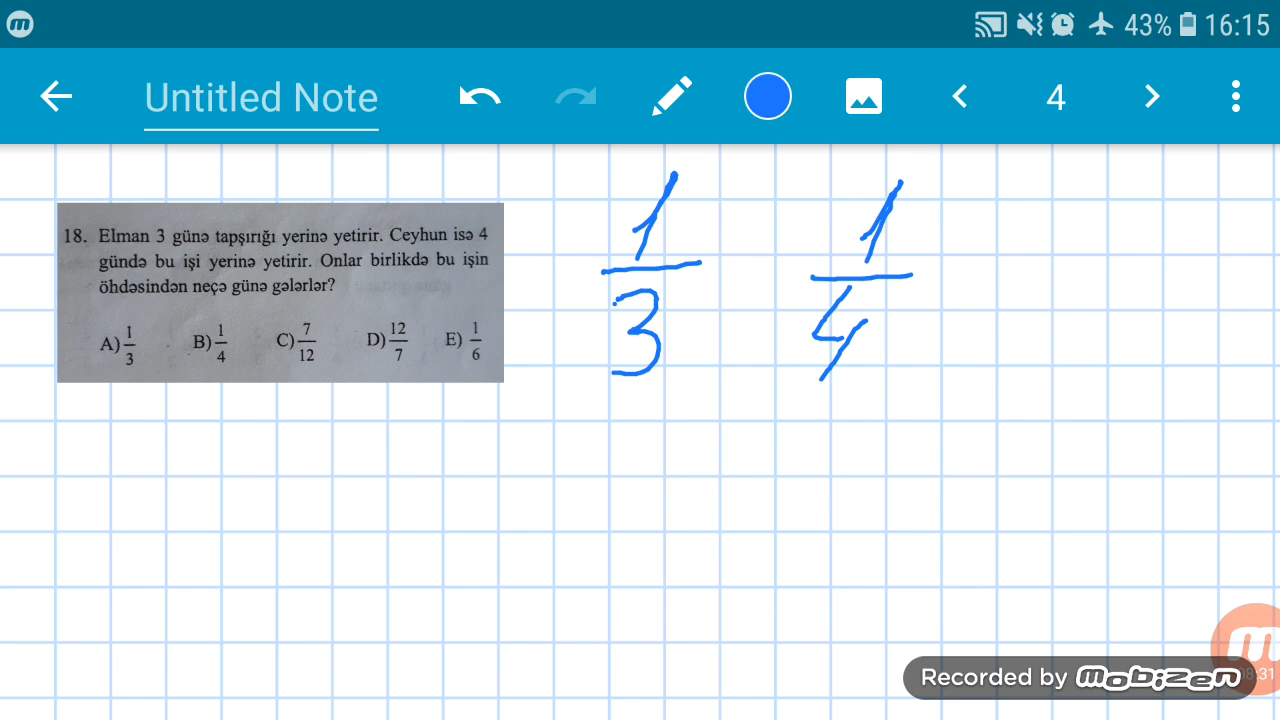 43% 16:15
Untitled Note 4
18. Elman 3 günə tapşırığı yerinə yetirir. Ceyhun isə 4
gündə bu işi yerinə yetirir. Onlar birlikdə bu işin
öhdəsindən neçə günə gələrlər?
A) 1/3 B) 1/4 C) 7/12 D) 12/7 E) 1/6
1/3 1/4
Recorded by mobizen
08:31